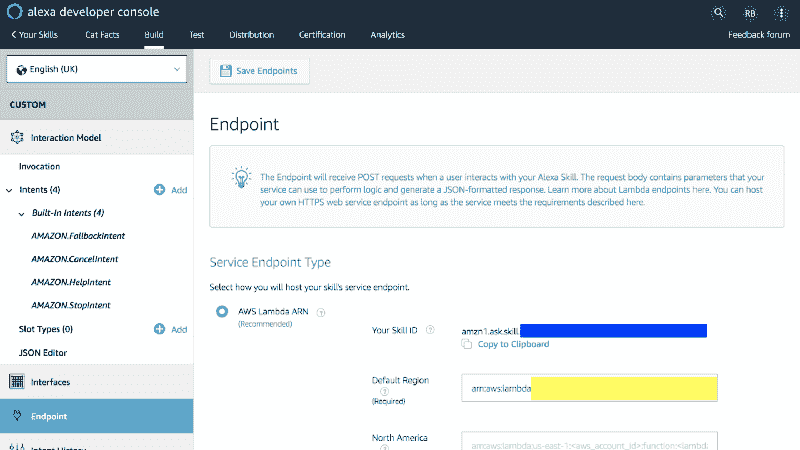 alexa developer console
RB
Your Skills
Cat Facts
Build
Test
Distribution
Certification
Analytics
Feedback forum
English (UK)
Save Endpoints
CUSTOM
Interaction Model
Invocation
Intents (4)
Add
Built-In Intents (4)
AMAZON.FallbackIntent
AMAZON.CancelIntent
AMAZON.HelpIntent
AMAZON.StopIntent
Slot Types (0)
Add
JSON Editor
Interfaces
Endpoint
Intent History
Endpoint
The Endpoint will receive POST requests when a user interacts with your Alexa Skill. The request body contains parameters that your
service can use to perform logic and generate a JSON-formatted response. Learn more about Lambda endpoints here. You can host
your own HTTPS web service endpoint as long as the service meets the requirements described here.
Service Endpoint Type
Select how you will host your skill's service endpoint.
AWS Lambda ARN
(Recommended)
Your Skill ID
amzn1.ask.skill
Copy to Clipboard
Default Region
(Required)
arn:aws:lambda
North America
arn:aws:lambda:us-east-1:<aws_account_id>:function:<lambda